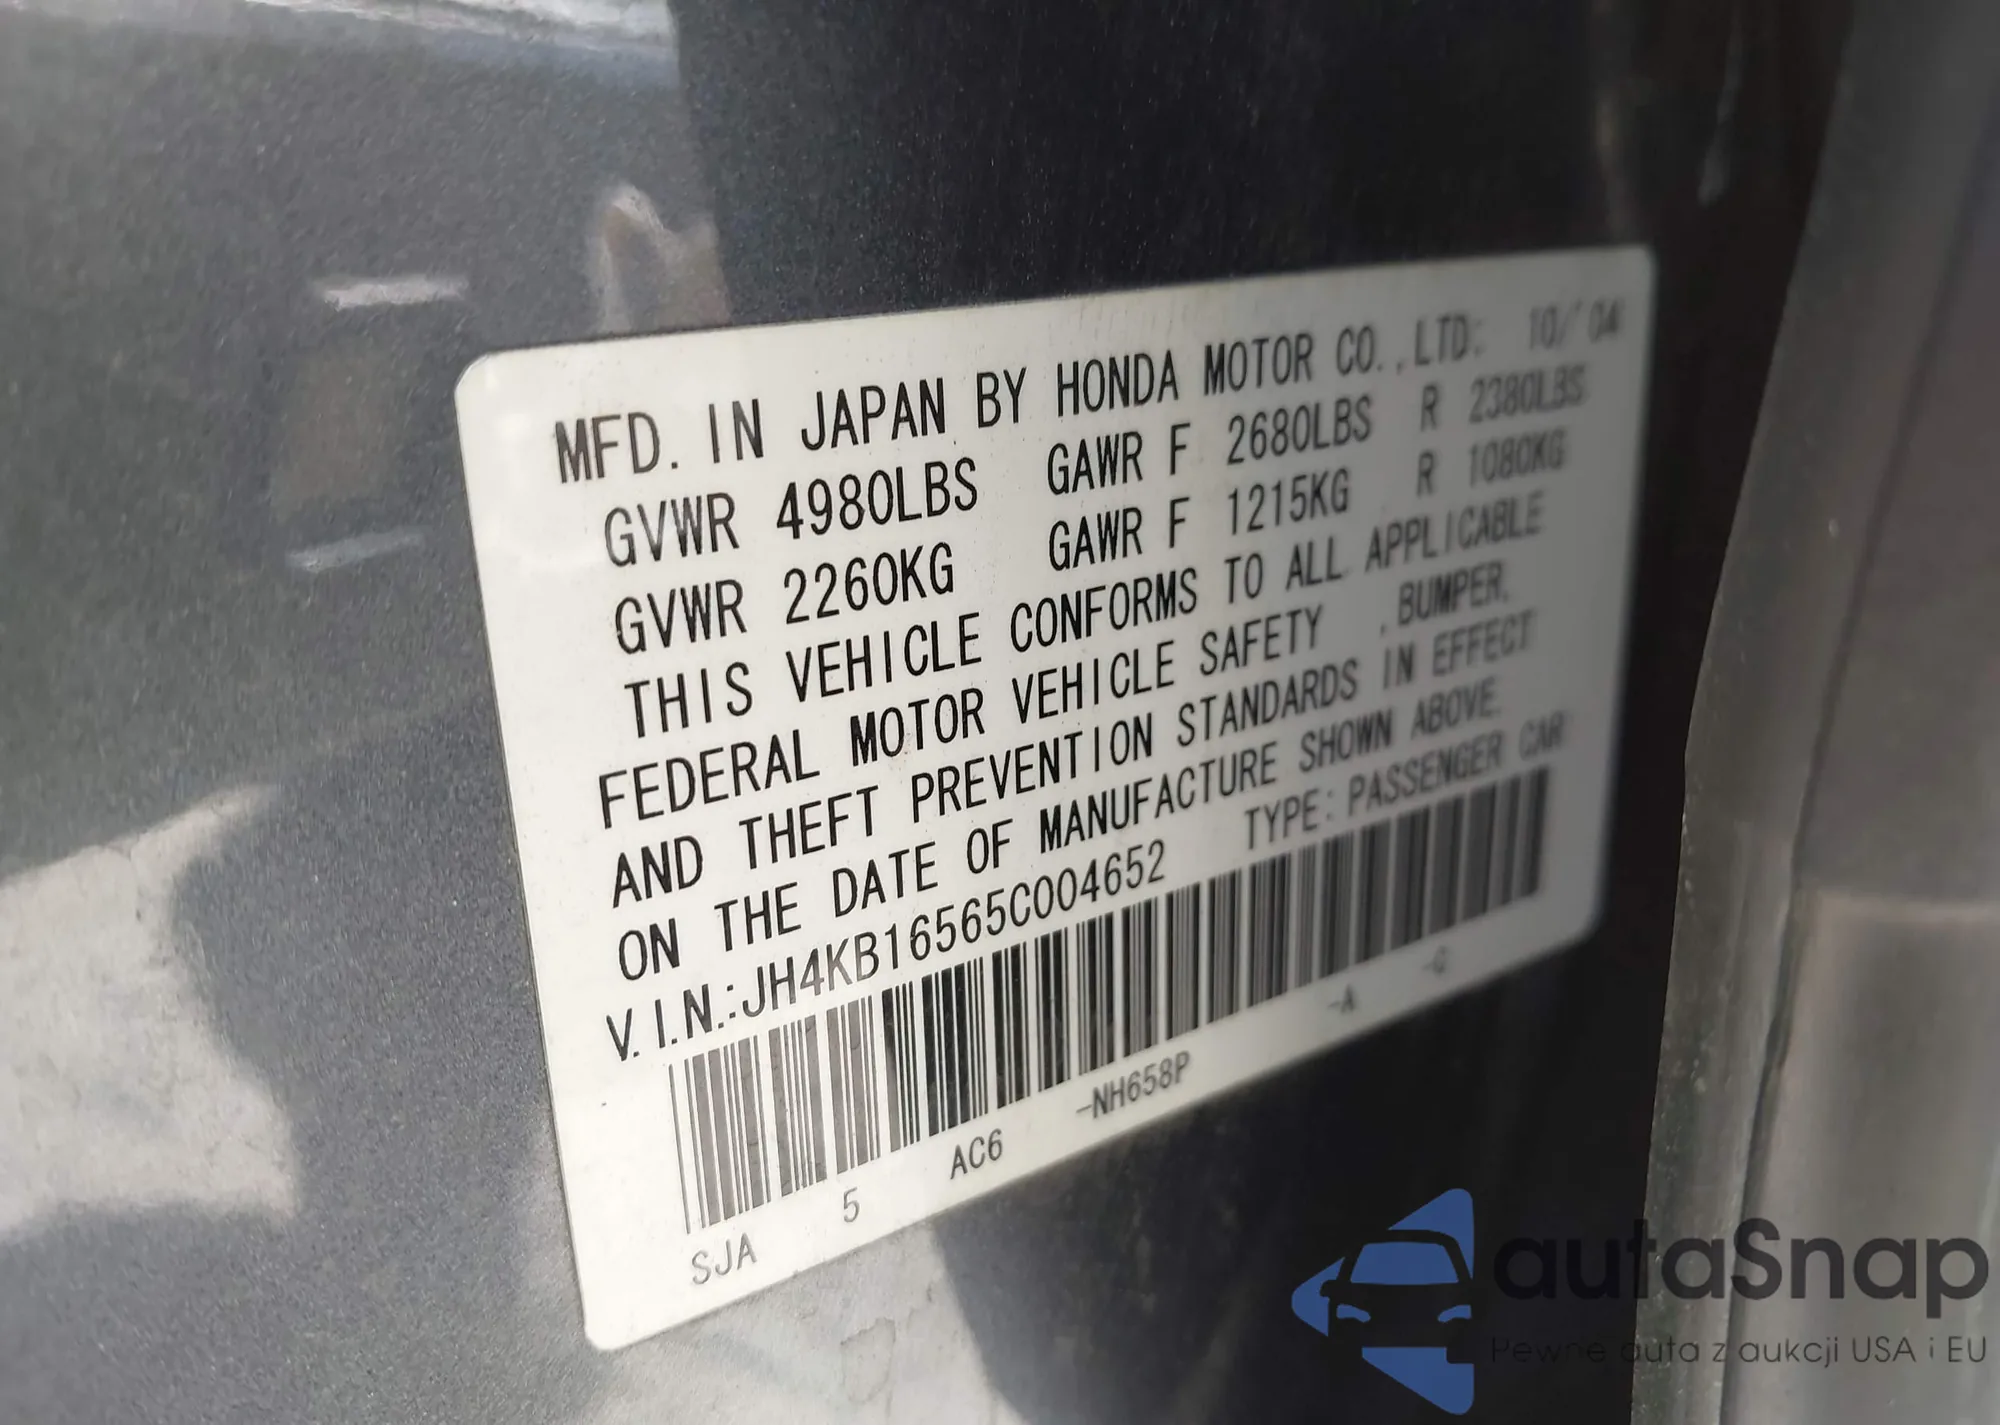 MFD. IN JAPAN BY HONDA MOTOR CO.,LTD. 10/'04
GVWR 4980LBS GAWR F 2680LBS R 2380LBS
GVWR 2260KG GAWR F 1215KG R 1080KG
THIS VEHICLE CONFORMS TO ALL APPLICABLE
FEDERAL MOTOR VEHICLE SAFETY ,BUMPER,
AND THEFT PREVENTION STANDARDS IN EFFECT
ON THE DATE OF MANUFACTURE SHOWN ABOVE.
V.I.N.:JH4KB16565C004652 TYPE:PASSENGER CAR
SJA 5 AC6 -NH658P -A -G
autaSnap
Pewne auta z aukcji USA i EU